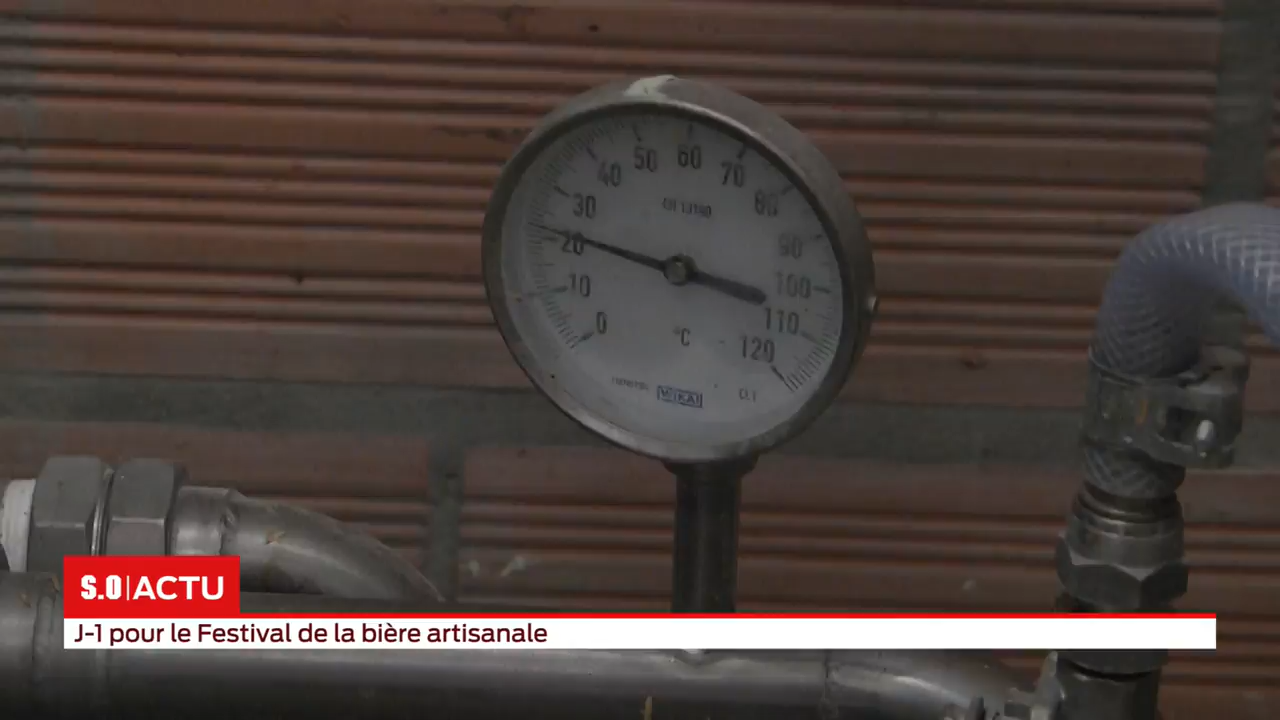 50 60
40 70
30 80
20 90
10 100
0 110
°C 120
WIKA
S.O|ACTU
J-1 pour le Festival de la bière artisanale